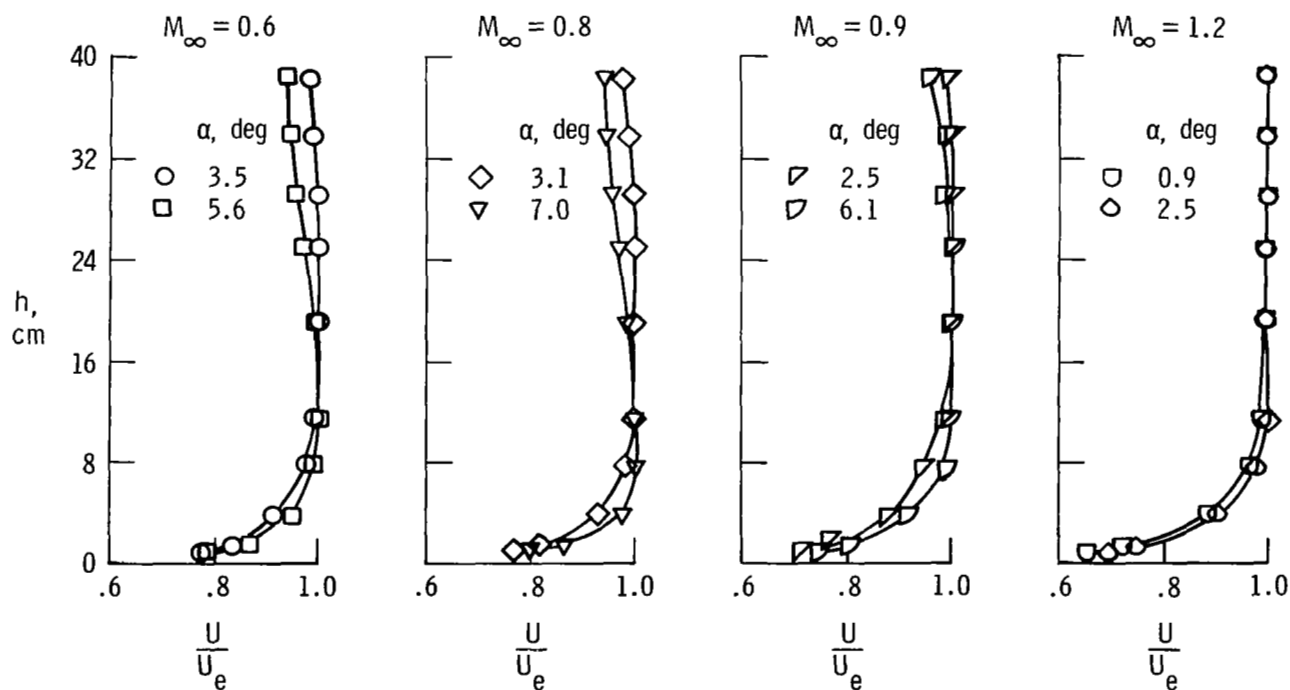 M∞ = 0.6 M∞ = 0.8 M∞ = 0.9 M∞ = 1.2
40
α, deg α, deg α, deg α, deg
32
3.5 3.1 2.5 0.9
5.6 7.0 6.1 2.5
24
h,
cm
16
8
0
.6 .8 1.0 .6 .8 1.0 .6 .8 1.0 .6 .8 1.0
U U U U
Ue Ue Ue Ue